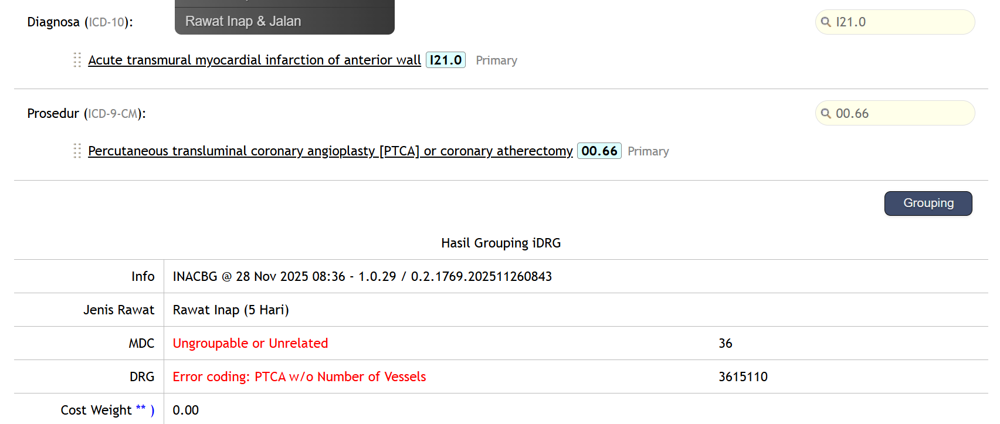 Rawat Inap & Jalan
Diagnosa (ICD-10):
I21.0
Acute transmural myocardial infarction of anterior wall I21.0 Primary
Prosedur (ICD-9-CM):
00.66
Percutaneous transluminal coronary angioplasty [PTCA] or coronary atherectomy 00.66 Primary
Grouping
Hasil Grouping iDRG
Info INACBG @ 28 Nov 2025 08:36 - 1.0.29 / 0.2.1769.202511260843
Jenis Rawat Rawat Inap (5 Hari)
MDC Ungroupable or Unrelated 36
DRG Error coding: PTCA w/o Number of Vessels 3615110
Cost Weight ** ) 0.00